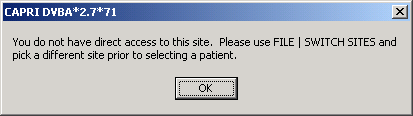 CAPRI DVBA*2.7*71
You do not have direct access to this site.  Please use FILE | SWITCH SITES and
pick a different site prior to selecting a patient.
OK